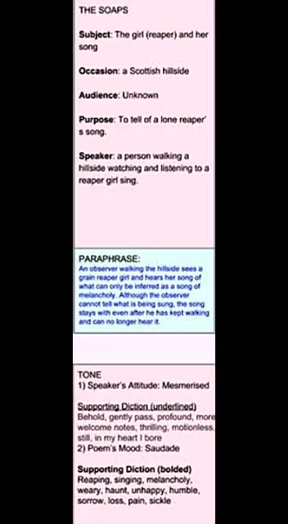 THE SOAPS
Subject: The girl (reaper) and her
song
Occasion: a Scottish hillside
Audience: Unknown
Purpose: To tell of a lone reaper'
s song.
Speaker: a person walking a
hillside watching and listening to a
reaper girl sing.
PARAPHRASE:
An observer walking the hillside sees a
grain reaper girl and hears her song of
what can only be inferred as a song of
melancholy. Although the observer
cannot tell what is being sung, the song
stays with even after he has kept walking
and can no longer hear it.
TONE
1) Speaker's Attitude: Mesmerised
Supporting Diction (underlined)
Behold, gently pass, profound, more
welcome notes, thrilling, motionless,
still, in my heart I bore
2) Poem's Mood: Saudade
Supporting Diction (bolded)
Reaping, singing, melancholy,
weary, haunt, unhappy, humble,
sorrow, loss, pain, sickle